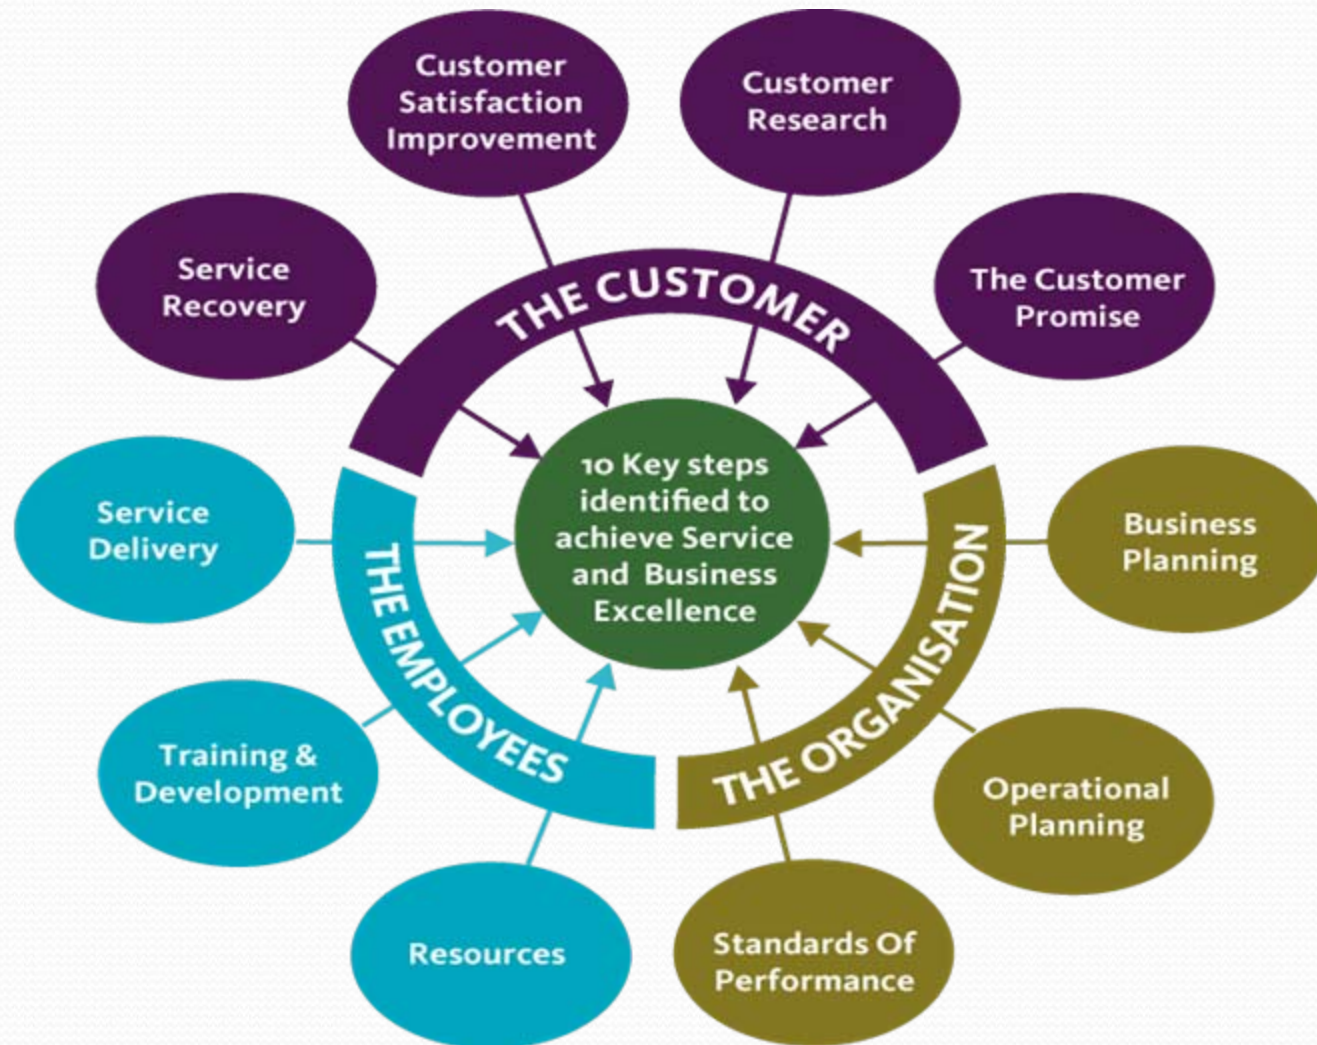 Customer
Satisfaction
Improvement
Customer
Research
Service
Recovery
The Customer
Promise
THE CUSTOMER
10 Key steps
identified to
achieve Service
and Business
Excellence
Service
Delivery
Business
Planning
THE EMPLOYEES
THE ORGANISATION
Training &
Development
Operational
Planning
Resources
Standards Of
Performance